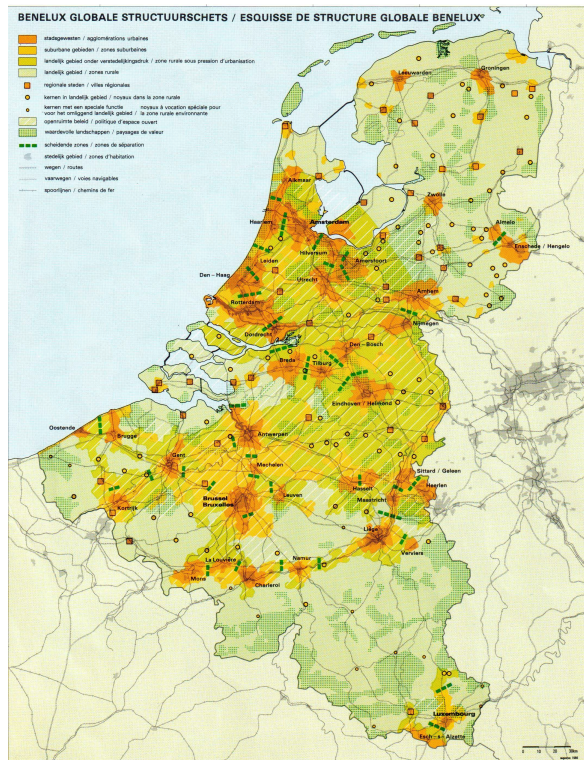 BENELUX GLOBALE STRUCTUURSCHETS / ESQUISSE DE STRUCTURE GLOBALE BENELUX
stadsgewesten / agglomérations urbaines
suburbane gebieden / zones suburbaines
landelijk gebied onder verstedelijkingsdruk / zone rurale sous pression d'urbanisation
landelijk gebied / zones rurale
regionale steden / villes régionales
kernen in landelijk gebied / noyaux dans la zone rurale
kernen met een speciale functie noyaux à vocation spéciale pour
voor het omliggend landelijk gebied / la zone rurale environnante
openruimte beleid / politique d'espace ouvert
waardevolle landschappen / paysages de valeur
scheidende zones / zones de séparation
stedelijk gebied / zones d'habitation
wegen / routes
vaarwegen / voies navigables
spoorlijnen / chemins de fer
Leeuwarden
Groningen
Alkmaar
Zwolle
Haarlem
Amsterdam
Almelo
Hilversum
Enschede / Hengelo
Leiden
Amersfoort
Den-Haag
Utrecht
Arnhem
Rotterdam
Nijmegen
Dordrecht
Den-Bosch
Breda
Tilburg
Eindhoven / Helmond
Oostende
Brugge
Antwerpen
Gent
Mechelen
Sittard / Geleen
Hasselt
Heerlen
Leuven
Maastricht
Brussel
Bruxelles
Kortrijk
Liège
Verviers
La Louvière
Namur
Mons
Charleroi
Luxembourg
Esch-s-Alzette
0 10 20 30km